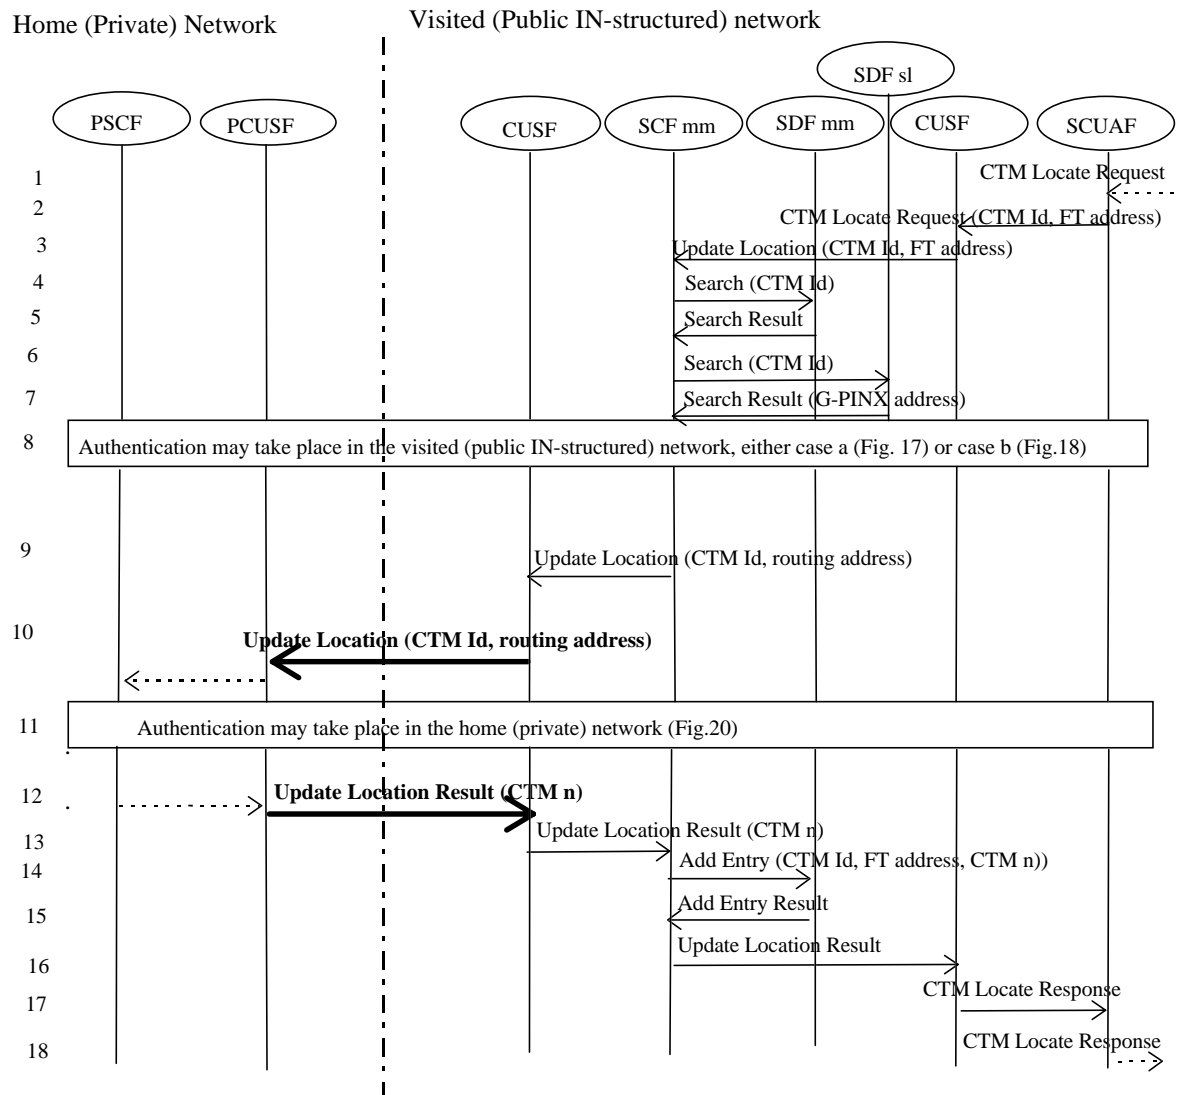 Home (Private) Network
Visited (Public IN-structured) network
SDF sl
PSCF
PCUSF
CUSF
SCF mm
SDF mm
CUSF
SCUAF
1
CTM Locate Request
2
CTM Locate Request (CTM Id, FT address)
3
Update Location (CTM Id, FT address)
4
Search (CTM Id)
5
Search Result
6
Search (CTM Id)
7
Search Result (G-PINX address)
8
Authentication may take place in the visited (public IN-structured) network, either case a (Fig. 17) or case b (Fig.18)
9
Update Location (CTM Id, routing address)
10
Update Location (CTM Id, routing address)
11
Authentication may take place in the home (private) network (Fig.20)
12
Update Location Result (CTM n)
13
Update Location Result (CTM n)
14
Add Entry (CTM Id, FT address, CTM n))
15
Add Entry Result
16
Update Location Result
17
CTM Locate Response
18
CTM Locate Response